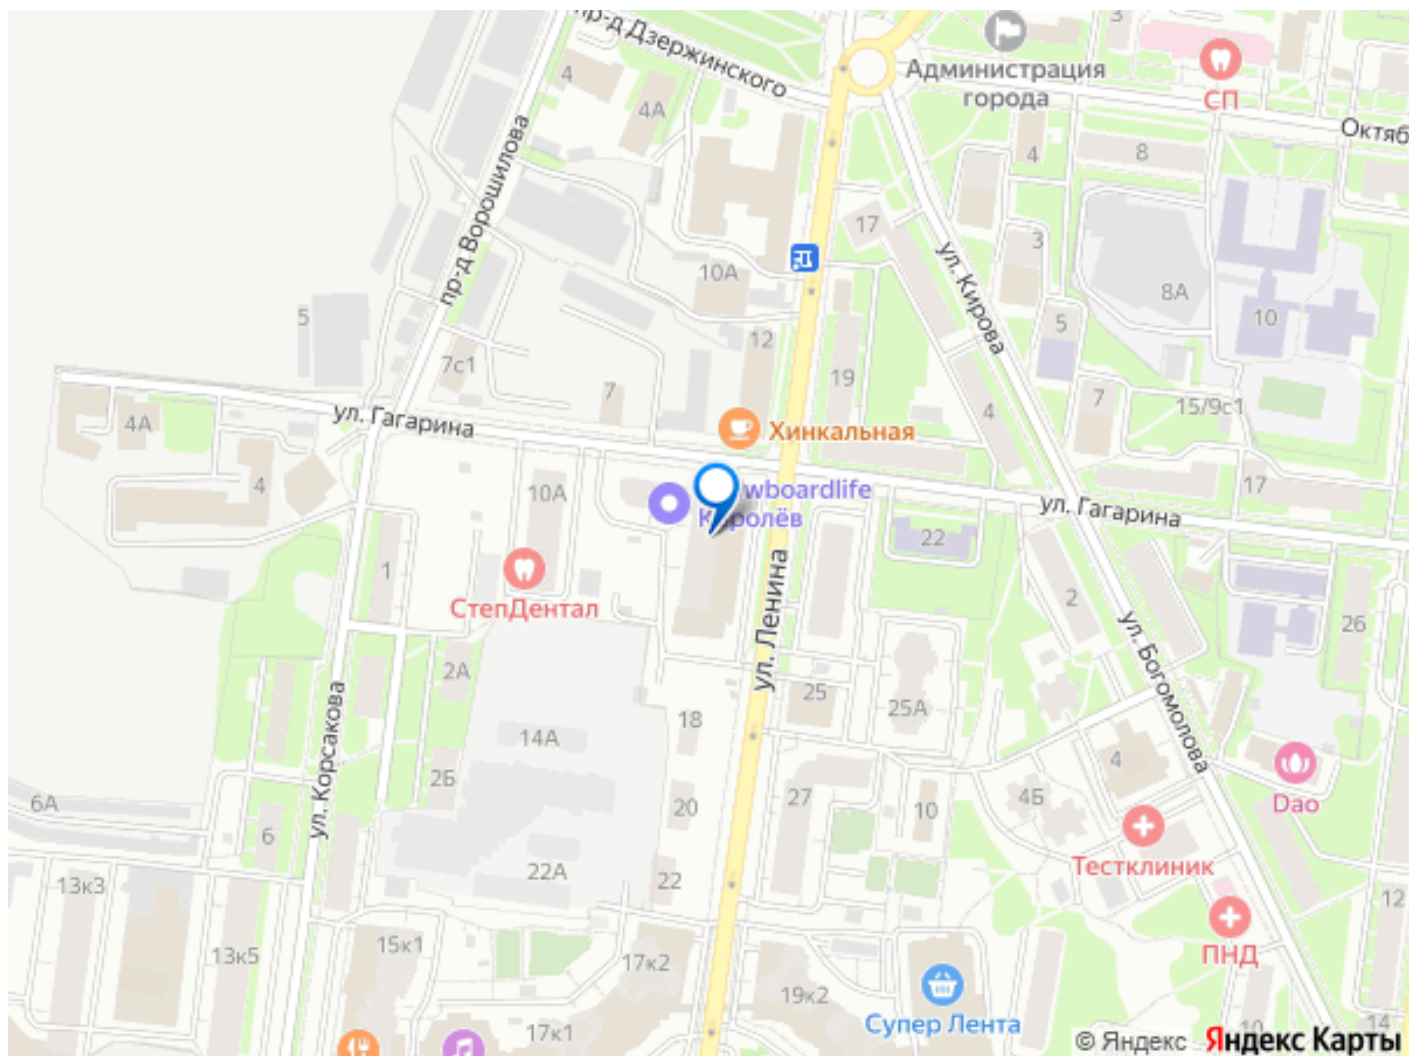 пр-д Дзержинского
Администрация
города
СП
Октяб
4
4А
3
4
8
пр-д Ворошилова
17
ул. Кирова
3
10А
8А
10
5
5
12
7с1
7
19
4
7
15/9с1
4А
ул. Гагарина
Хинкальная
4
10А
wboardlife
Королёв
17
ул. Гагарина
22
1
СтепДентал
ул. Ленина
2
ул. Богомолова
26
2А
25
25А
ул. Корсакова
18
14А
2Б
4
Dao
6А
20
27
10
4Б
6
Тестклиник
22А
22
13к3
12
13к5
15к1
17к2
ПНД
19к2
14
Супер Лента
17к1
10
© Яндекс Яндекс Карты